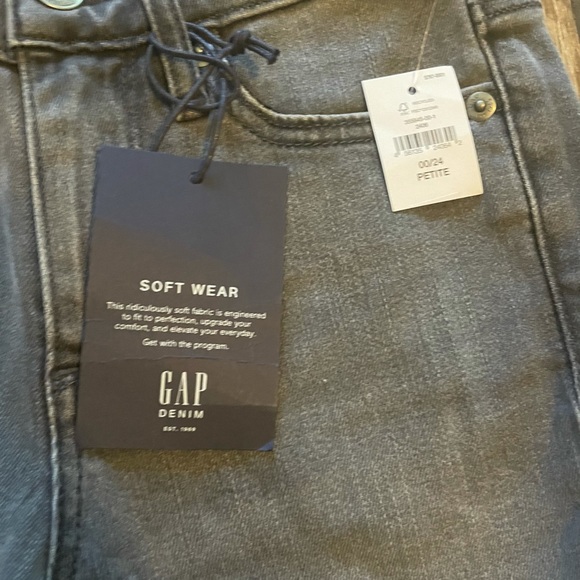 SOFT WEAR
This ridiculously soft fabric is engineered
to fit to perfection, upgrade your
comfort, and elevate your everyday.
Get with the program.
GAP
DENIM
EST. 1969
00/24
PETITE